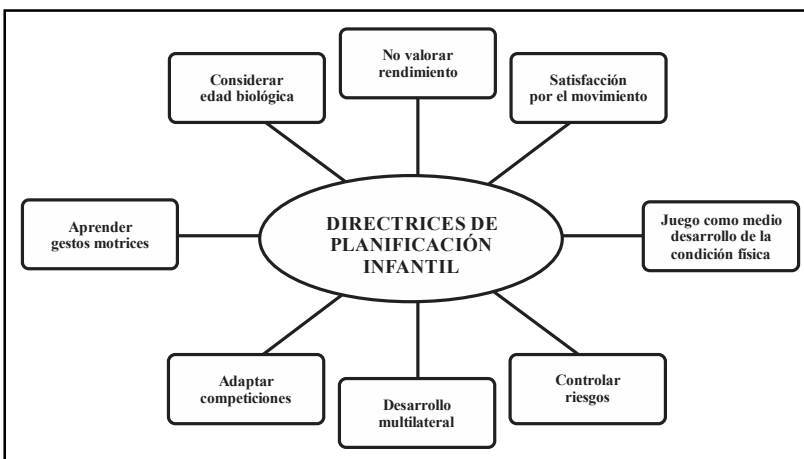 No valorar
rendimiento
Considerar
edad biológica
Satisfacción
por el movimiento
Aprender
gestos motrices
DIRECTRICES DE
PLANIFICACIÓN
INFANTIL
Juego como medio
desarrollo de la
condición física
Adaptar
competiciones
Desarrollo
multilateral
Controlar
riesgos